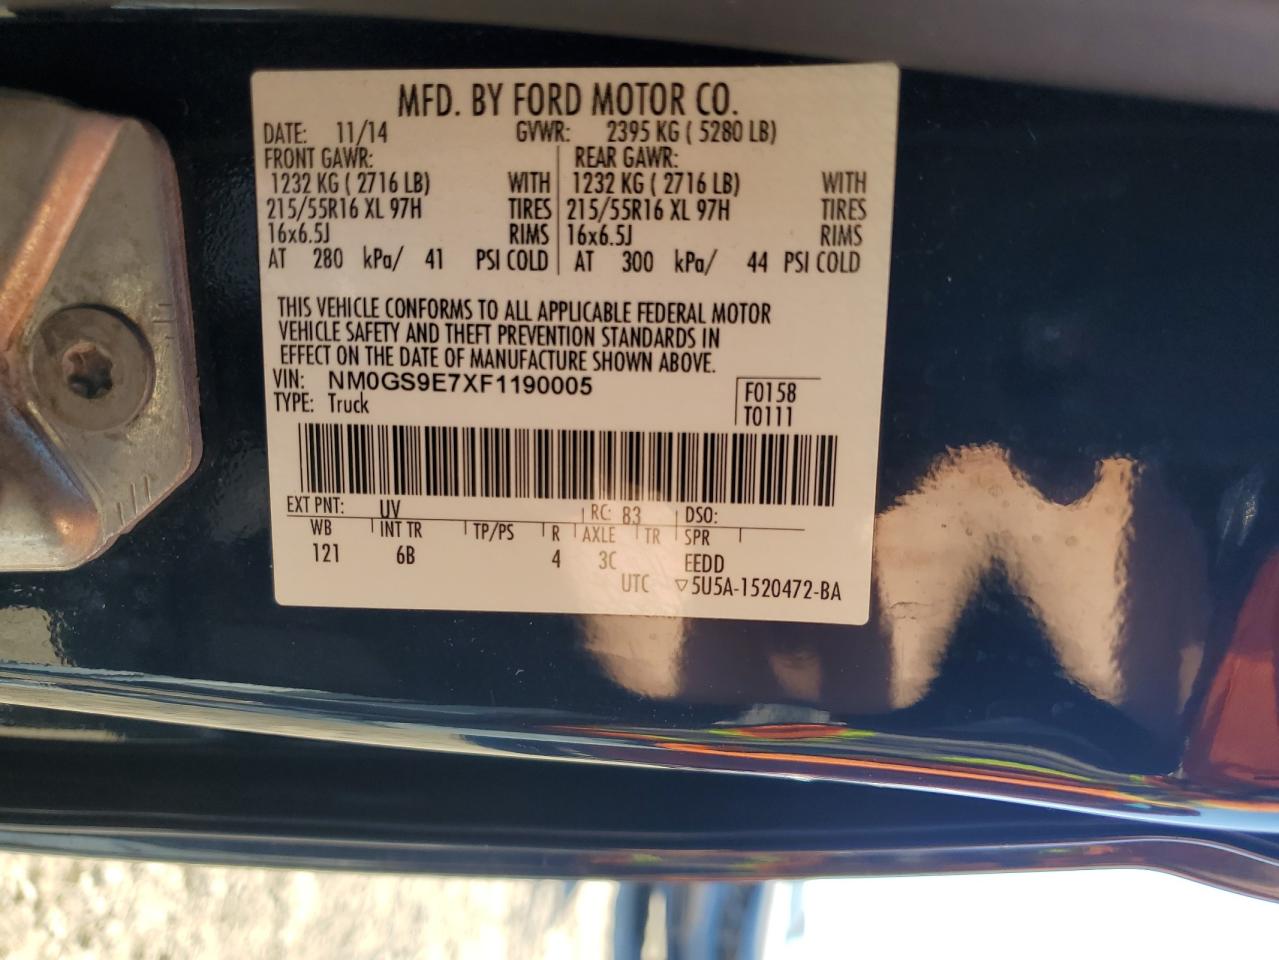 MFD. BY FORD MOTOR CO.
DATE: 11/14 GVWR: 2395 KG ( 5280 LB)
FRONT GAWR: REAR GAWR:
1232 KG ( 2716 LB) WITH 1232 KG ( 2716 LB) WITH
215/55R16 XL 97H TIRES 215/55R16 XL 97H TIRES
16x6.5J RIMS 16x6.5J RIMS
AT 280 kPa/ 41 PSI COLD AT 300 kPa/ 44 PSI COLD
THIS VEHICLE CONFORMS TO ALL APPLICABLE FEDERAL MOTOR
VEHICLE SAFETY AND THEFT PREVENTION STANDARDS IN
EFFECT ON THE DATE OF MANUFACTURE SHOWN ABOVE.
VIN: NM0GS9E7XF1190005 F0158
TYPE: Truck T0111
EXT PNT: UV RC: 83 DSO:
WB INT TR TP/PS R AXLE TR SPR
121 6B 4 3C EEDD
UTC ▽5U5A-1520472-BA